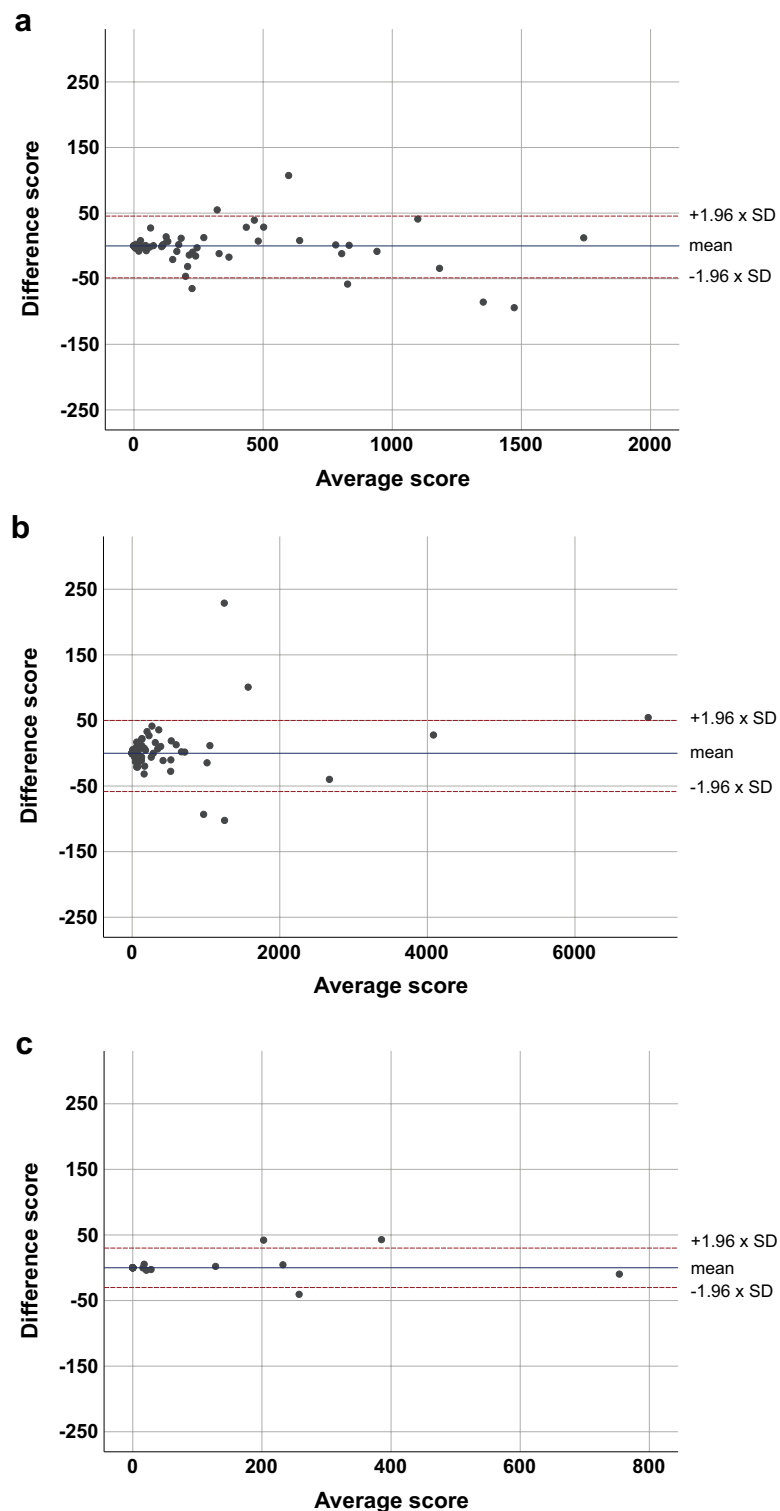 a
250
150
50
-50
-150
-250
Difference score
+1.96 x SD
mean
-1.96 x SD
0 500 1000 1500 2000
Average score
b
250
150
50
-50
-150
-250
Difference score
+1.96 x SD
mean
-1.96 x SD
0 2000 4000 6000
Average score
c
250
150
50
-50
-150
-250
Difference score
+1.96 x SD
mean
-1.96 x SD
0 200 400 600 800
Average score